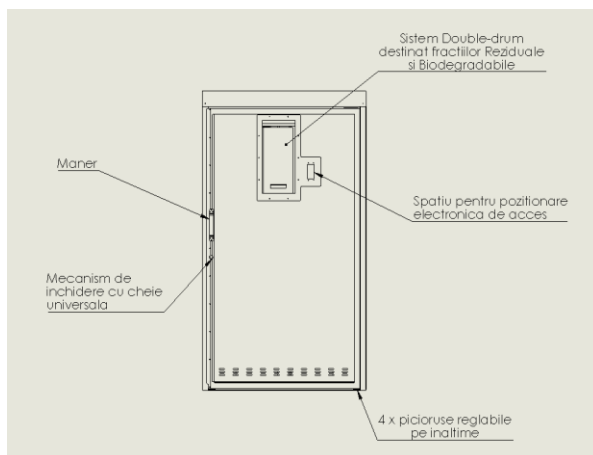 Sistem Double-drum
destinat fractiilor Reziduale
si Biodegradabile
Maner
Spatiu pentru pozitionare
electronica de acces
Mecanism de
inchidere cu cheie
universala
4 x picioruse reglabile
pe inaltime